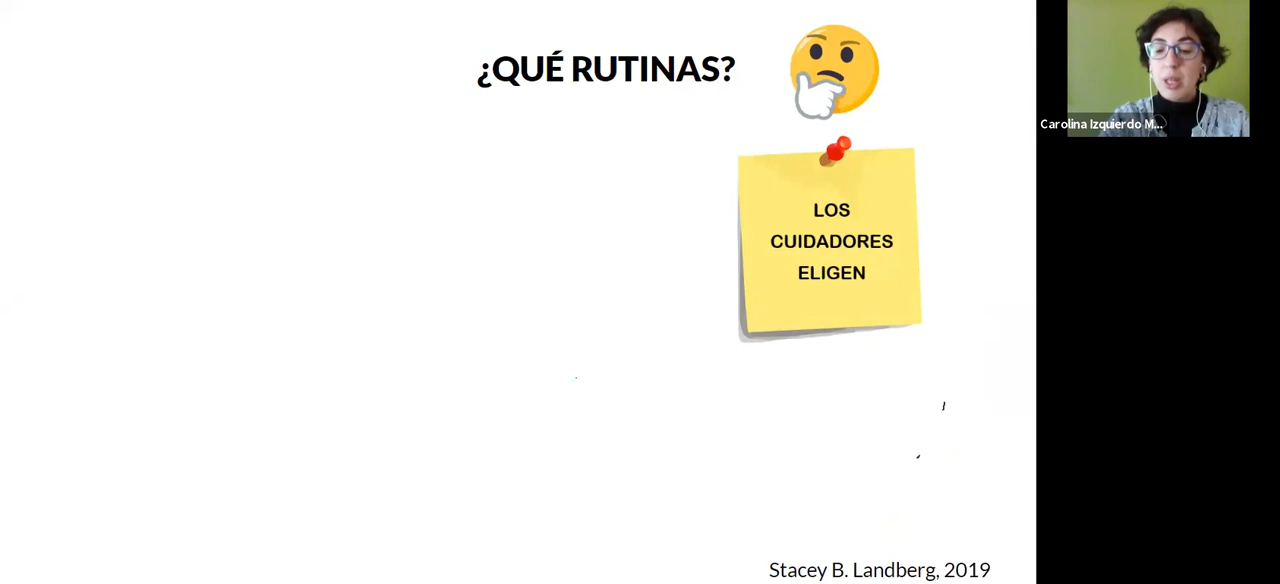 ¿QUÉ RUTINAS?
LOS
CUIDADORES
ELIGEN
Stacey B. Landberg, 2019
Carolina Izquierdo M...